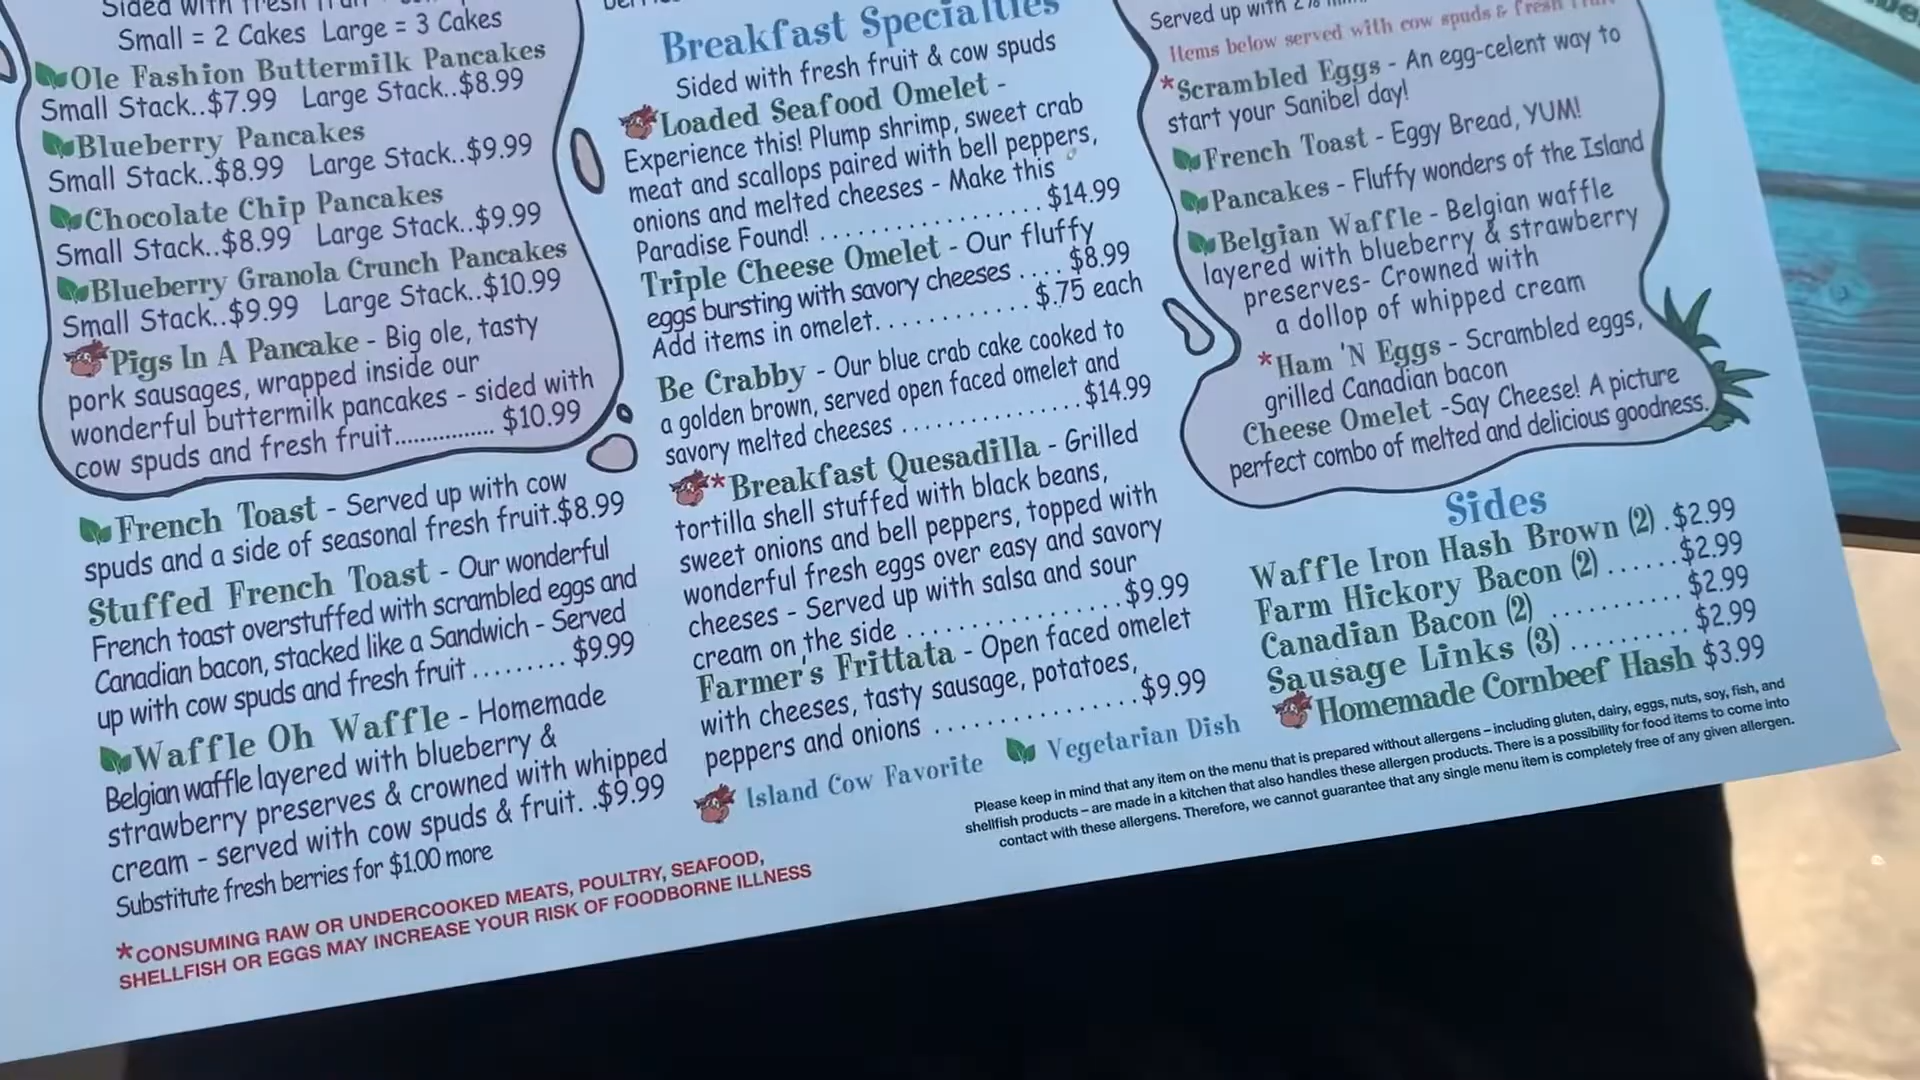 Sided with fresh fruit
Small = 2 Cakes Large = 3 Cakes
Ole Fashion Buttermilk Pancakes
Small Stack..$7.99 Large Stack..$8.99
Blueberry Pancakes
Small Stack..$8.99 Large Stack..$9.99
Chocolate Chip Pancakes
Small Stack..$8.99 Large Stack..$9.99
Blueberry Granola Crunch Pancakes
Small Stack..$9.99 Large Stack..$10.99
Pigs In A Pancake - Big ole, tasty
pork sausages, wrapped inside our
wonderful buttermilk pancakes - sided with
cow spuds and fresh fruit............... $10.99
French Toast - Served up with cow
spuds and a side of seasonal fresh fruit.$8.99
Stuffed French Toast - Our wonderful
French toast overstuffed with scrambled eggs and
Canadian bacon, stacked like a Sandwich - Served
up with cow spuds and fresh fruit ......... $9.99
Waffle Oh Waffle - Homemade
Belgian waffle layered with blueberry &
strawberry preserves & crowned with whipped
cream - served with cow spuds & fruit. .$9.99
Substitute fresh berries for $1.00 more
*CONSUMING RAW OR UNDERCOOKED MEATS, POULTRY, SEAFOOD,
SHELLFISH OR EGGS MAY INCREASE YOUR RISK OF FOODBORNE ILLNESS
Breakfast Specialties
Sided with fresh fruit & cow spuds
Loaded Seafood Omelet -
Experience this! Plump shrimp, sweet crab
meat and scallops paired with bell peppers,
onions and melted cheeses - Make this
Paradise Found! ..................... $14.99
Triple Cheese Omelet - Our fluffy
eggs bursting with savory cheeses .... $8.99
Add items in omelet.............. $.75 each
Be Crabby - Our blue crab cake cooked to
a golden brown, served open faced omelet and
savory melted cheeses ................ $14.99
*Breakfast Quesadilla - Grilled
tortilla shell stuffed with black beans,
sweet onions and bell peppers, topped with
wonderful fresh eggs over easy and savory
cheeses - Served up with salsa and sour
cream on the side ................... $9.99
Farmer's Frittata - Open faced omelet
with cheeses, tasty sausage, potatoes,
peppers and onions ................. $9.99
Island Cow Favorite Vegetarian Dish
Served up with 2%
Items below served with cow spuds & fresh fruit
*Scrambled Eggs - An egg-celent way to
start your Sanibel day!
French Toast - Eggy Bread, YUM!
Pancakes - Fluffy wonders of the Island
Belgian Waffle - Belgian waffle
layered with blueberry & strawberry
preserves- Crowned with
a dollop of whipped cream
*Ham 'N Eggs - Scrambled eggs,
grilled Canadian bacon
Cheese Omelet -Say Cheese! A picture
perfect combo of melted and delicious goodness.
Sides
Waffle Iron Hash Brown (2) .$2.99
Farm Hickory Bacon (2) ......$2.99
Canadian Bacon (2) ........... $2.99
Sausage Links (3) ......... $2.99
Homemade Cornbeef Hash $3.99
Please keep in mind that any item on the menu that is prepared without allergens – including gluten, dairy, eggs, nuts, soy, fish, and
shellfish products – are made in a kitchen that also handles these allergen products. There is a possibility for food items to come into
contact with these allergens. Therefore, we cannot guarantee that any single menu item is completely free of any given allergen.